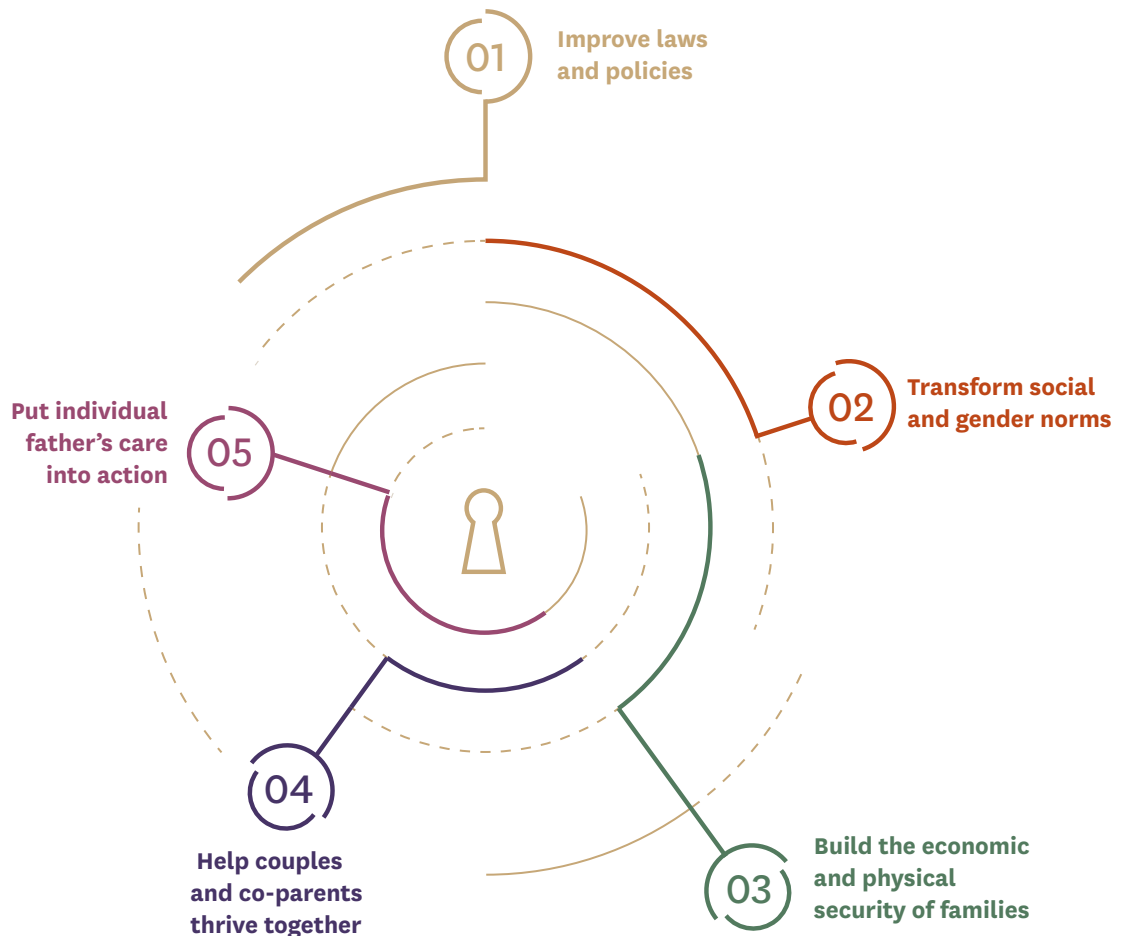 01
Improve laws
and policies
02
Transform social
and gender norms
03
Build the economic
and physical
security of families
04
Help couples
and co-parents
thrive together
05
Put individual
father’s care
into action